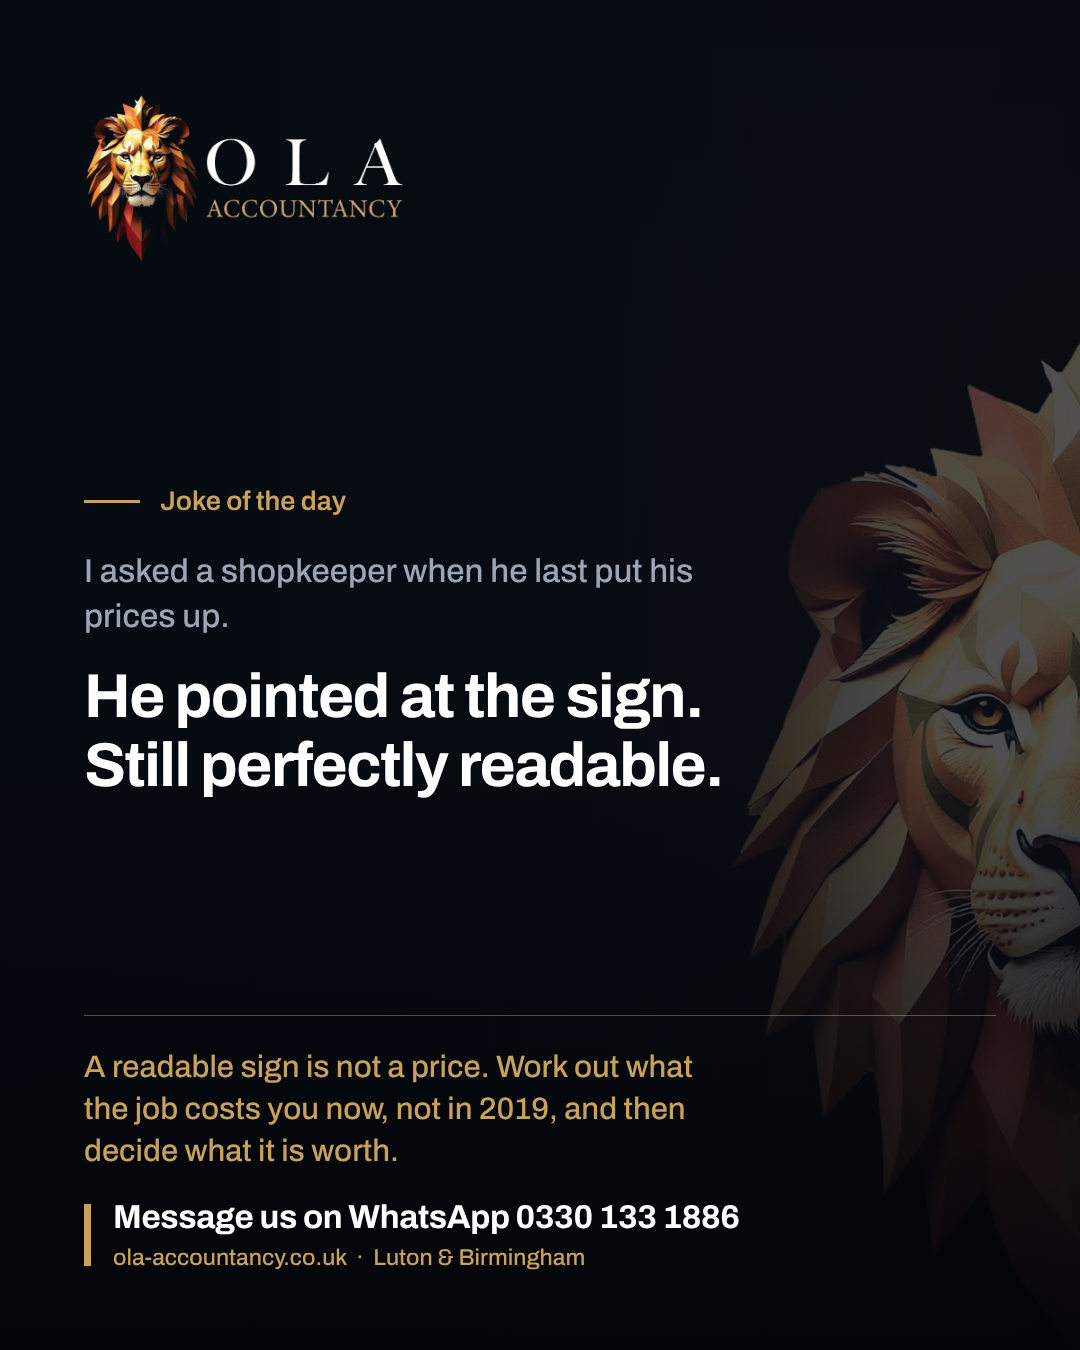 OLA
ACCOUNTANCY
Joke of the day
I asked a shopkeeper when he last put his
prices up.
He pointed at the sign.
Still perfectly readable.
A readable sign is not a price. Work out what
the job costs you now, not in 2019, and then
decide what it is worth.
Message us on WhatsApp 0330 133 1886
ola-accountancy.co.uk · Luton & Birmingham